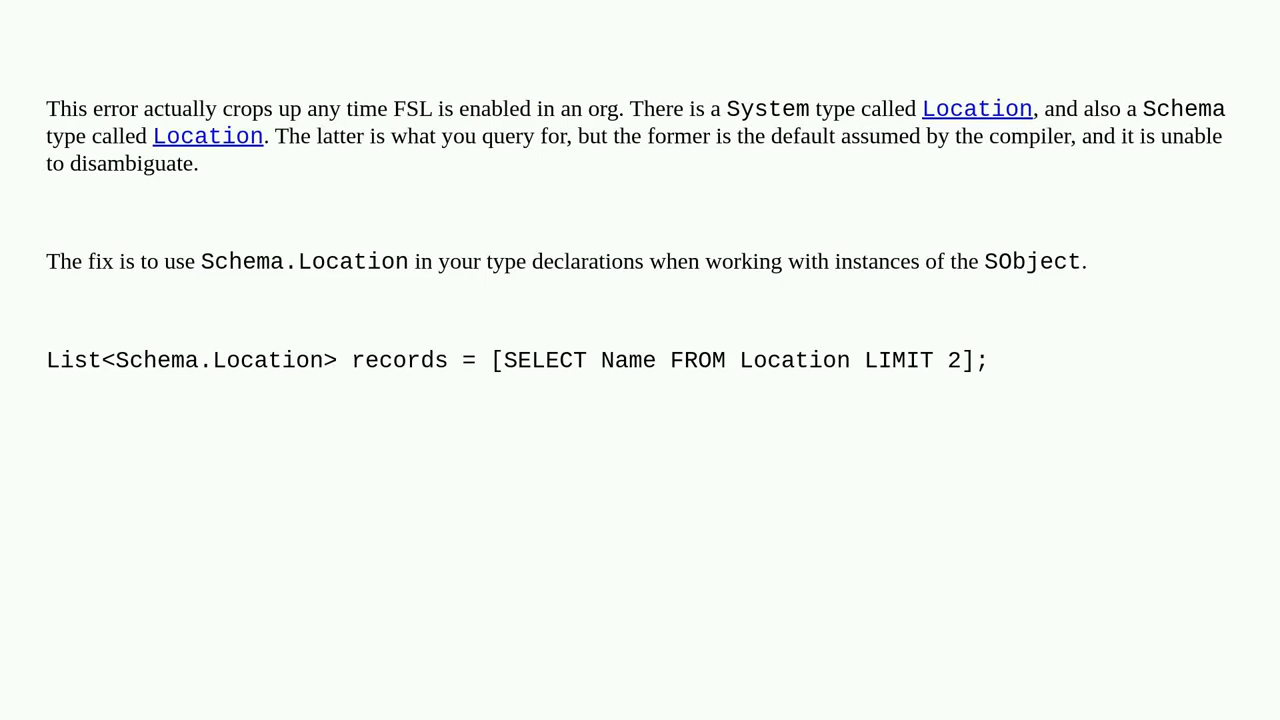 This error actually crops up any time FSL is enabled in an org. There is a System type called Location, and also a Schema
type called Location. The latter is what you query for, but the former is the default assumed by the compiler, and it is unable
to disambiguate.
The fix is to use Schema.Location in your type declarations when working with instances of the SObject.
List<Schema.Location> records = [SELECT Name FROM Location LIMIT 2];